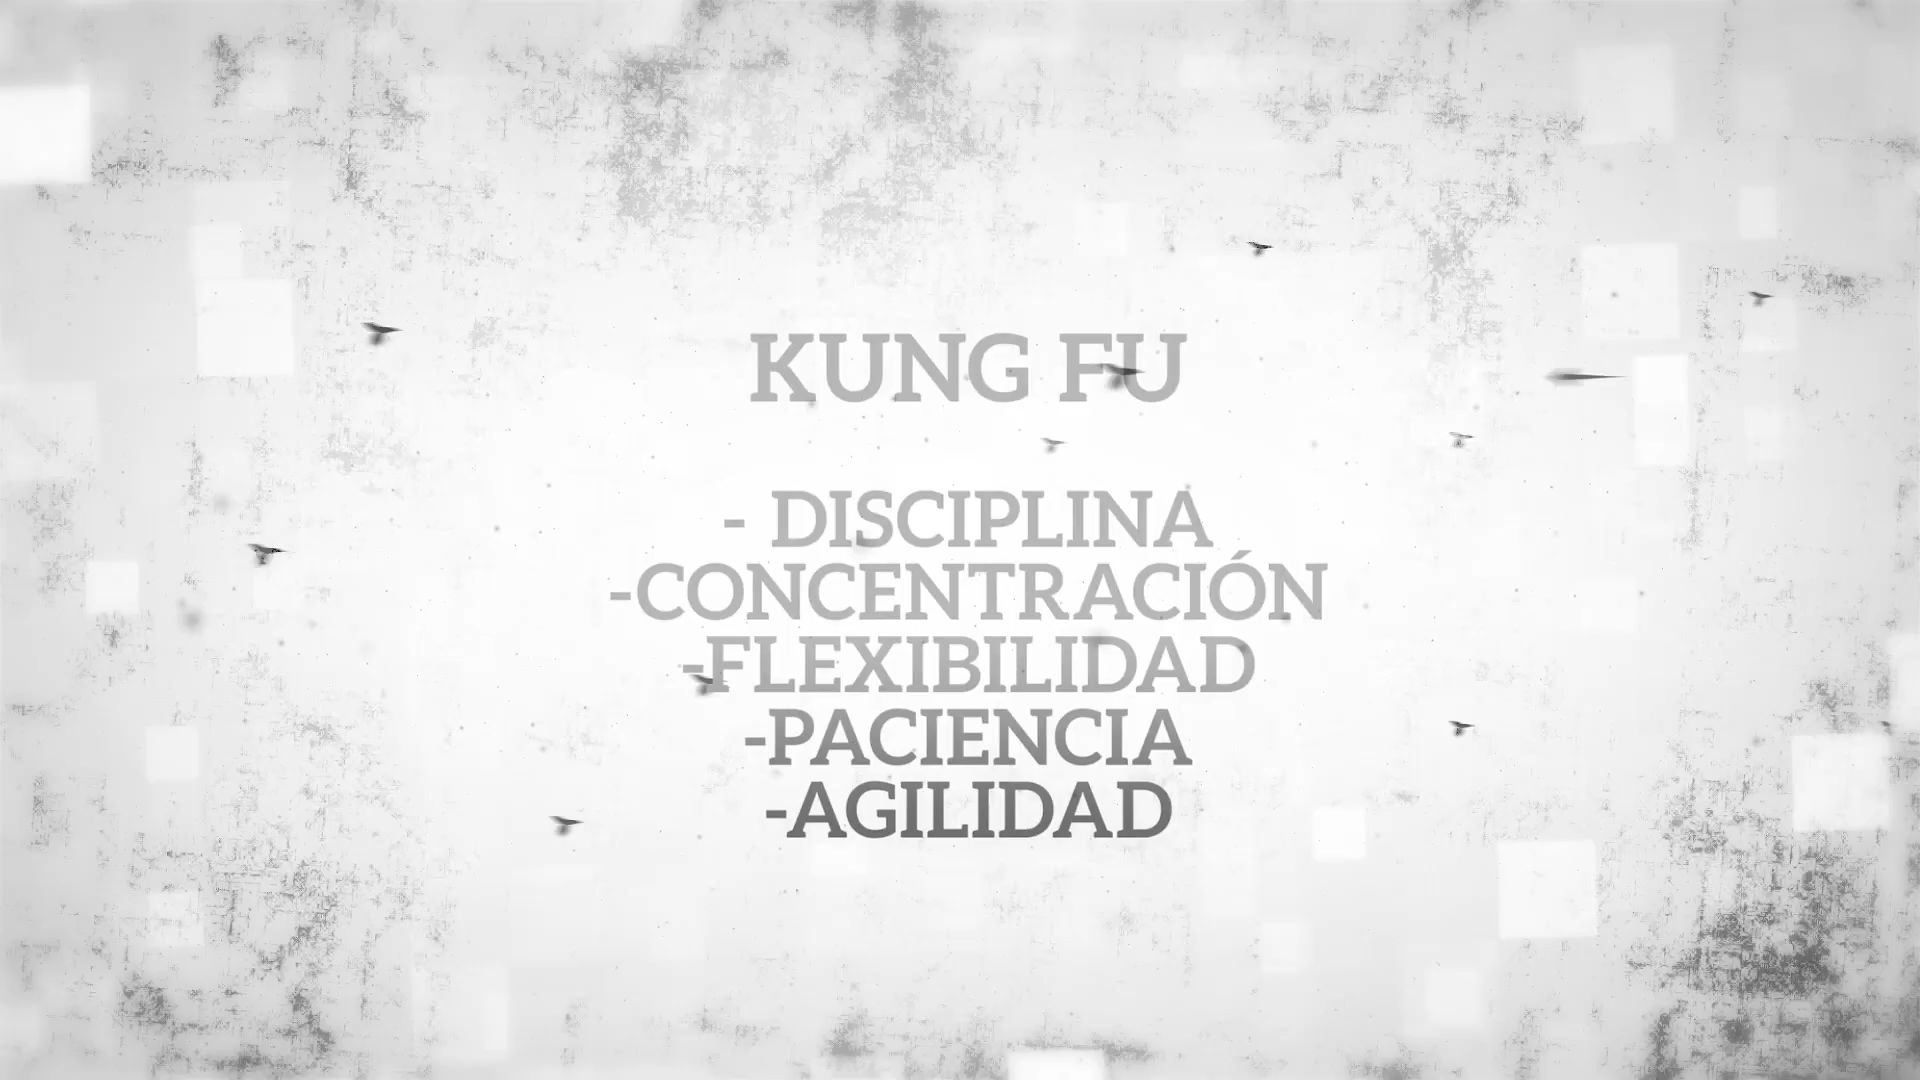 KUNG FU
- DISCIPLINA
-CONCENTRACIÓN
-FLEXIBILIDAD
-PACIENCIA
-AGILIDAD